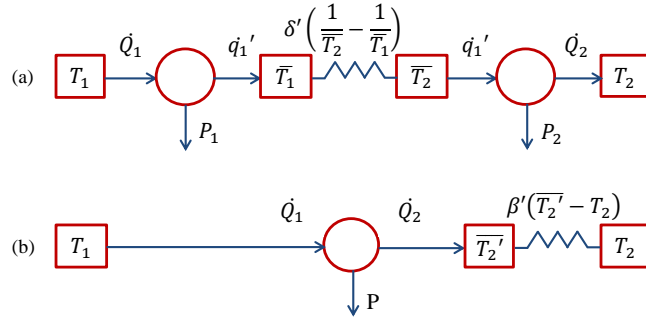 δ′(1/T̅₂ − 1/T̅₁)
Q̇₁ q̇₁′ q̇₁′ Q̇₂
(a) T₁ T̅₁ T̅₂ T₂
P₁ P₂
Q̇₁ Q̇₂ β′(T̅₂′ − T₂)
(b) T₁ T̅₂′ T₂
P